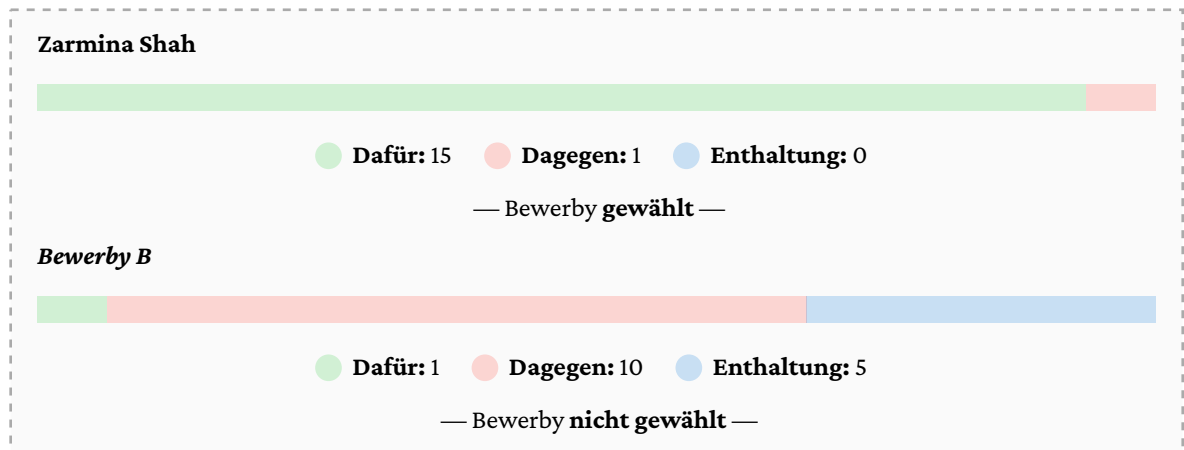 Zarmina Shah
Dafür: 15 Dagegen: 1 Enthaltung: 0
— Bewerby gewählt —
Bewerby B
Dafür: 1 Dagegen: 10 Enthaltung: 5
— Bewerby nicht gewählt —